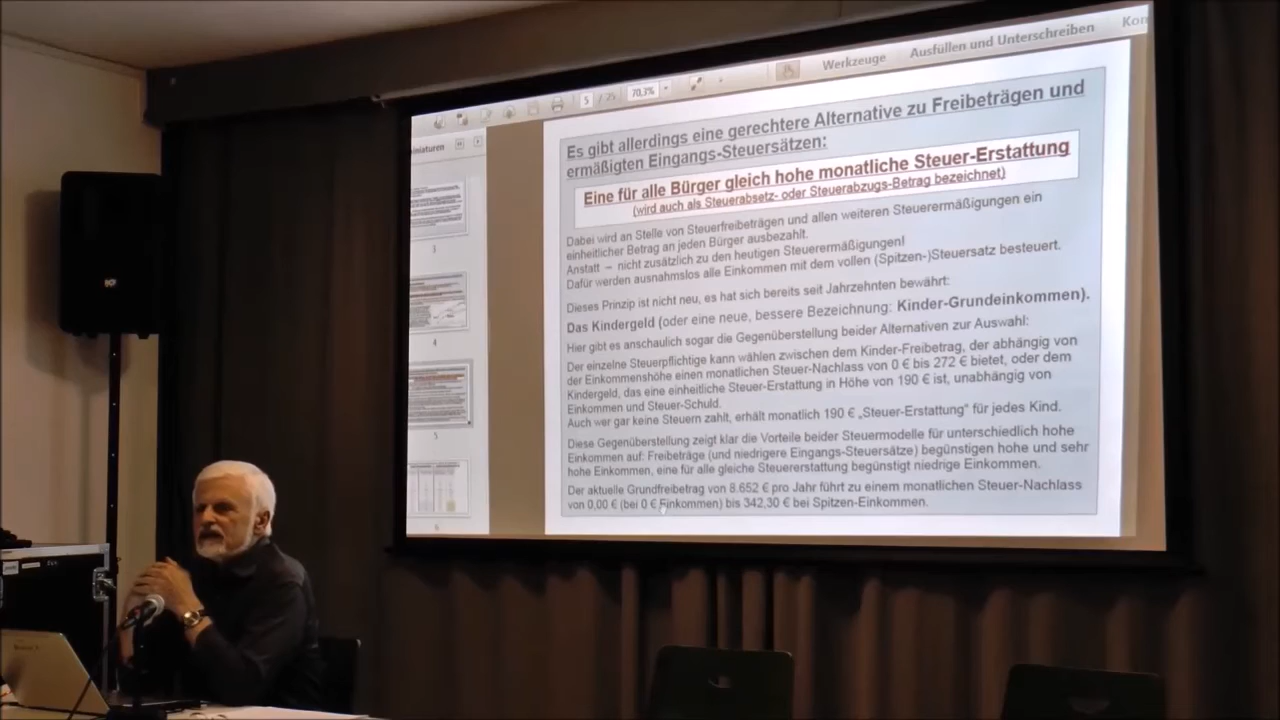 Werkzeuge
Ausfüllen und Unterschreiben
Kon
5 / 25
70,3%
iniaturen
Es gibt allerdings eine gerechtere Alternative zu Freibeträgen und
ermäßigten Eingangs-Steuersätzen:
Eine für alle Bürger gleich hohe monatliche Steuer-Erstattung
(wird auch als Steuerabsetz- oder Steuerabzugs-Betrag bezeichnet)
Dabei wird an Stelle von Steuerfreibeträgen und allen weiteren Steuerermäßigungen ein
einheitlicher Betrag an jeden Bürger ausbezahlt.
Anstatt – nicht zusätzlich zu den heutigen Steuerermäßigungen!
Dafür werden ausnahmslos alle Einkommen mit dem vollen (Spitzen-)Steuersatz besteuert.
Dieses Prinzip ist nicht neu, es hat sich bereits seit Jahrzehnten bewährt:
Das Kindergeld (oder eine neue, bessere Bezeichnung: Kinder-Grundeinkommen).
Hier gibt es anschaulich sogar die Gegenüberstellung beider Alternativen zur Auswahl:
Der einzelne Steuerpflichtige kann wählen zwischen dem Kinder-Freibetrag, der abhängig von
der Einkommenshöhe einen monatlichen Steuer-Nachlass von 0 € bis 272 € bietet, oder dem
Kindergeld, das eine einheitliche Steuer-Erstattung in Höhe von 190 € ist, unabhängig von
Einkommen und Steuer-Schuld.
Auch wer gar keine Steuern zahlt, erhält monatlich 190 € „Steuer-Erstattung" für jedes Kind.
Diese Gegenüberstellung zeigt klar die Vorteile beider Steuermodelle für unterschiedlich hohe
Einkommen auf: Freibeträge (und niedrigere Eingangs-Steuersätze) begünstigen hohe und sehr
hohe Einkommen, eine für alle gleiche Steuererstattung begünstigt niedrige Einkommen.
Der aktuelle Grundfreibetrag von 8.652 € pro Jahr führt zu einem monatlichen Steuer-Nachlass
von 0,00 € (bei 0 € Einkommen) bis 342,30 € bei Spitzen-Einkommen.
3
4
5
6